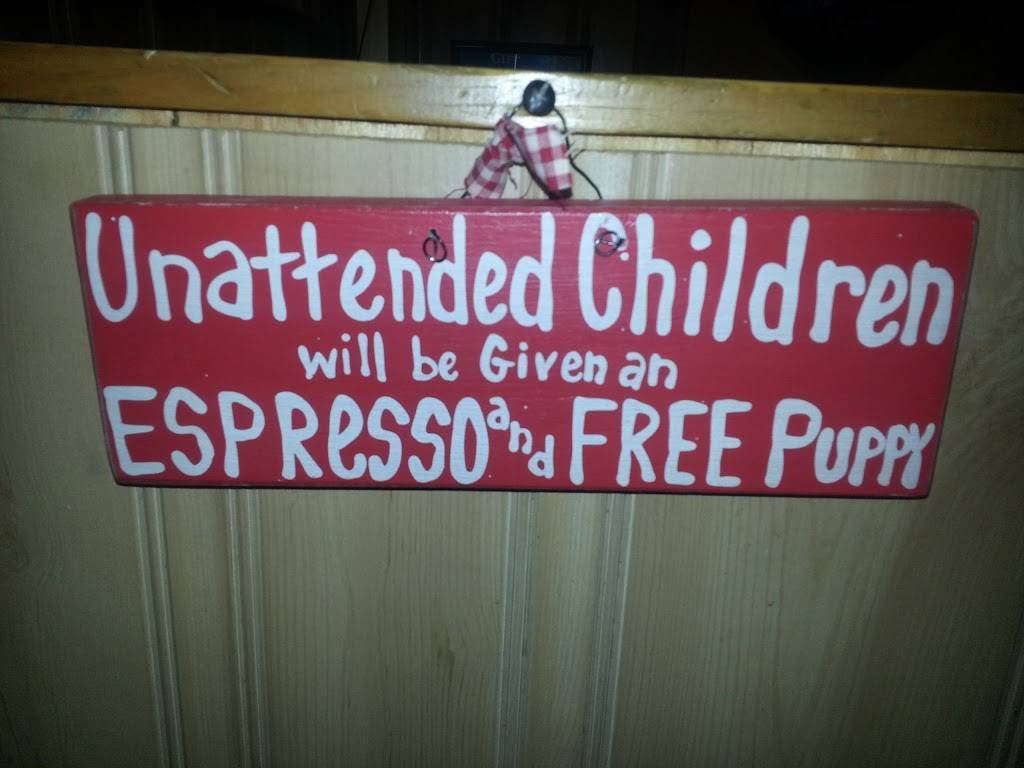 Unattended Children
will be Given an
ESPResso and FREE PuPPY